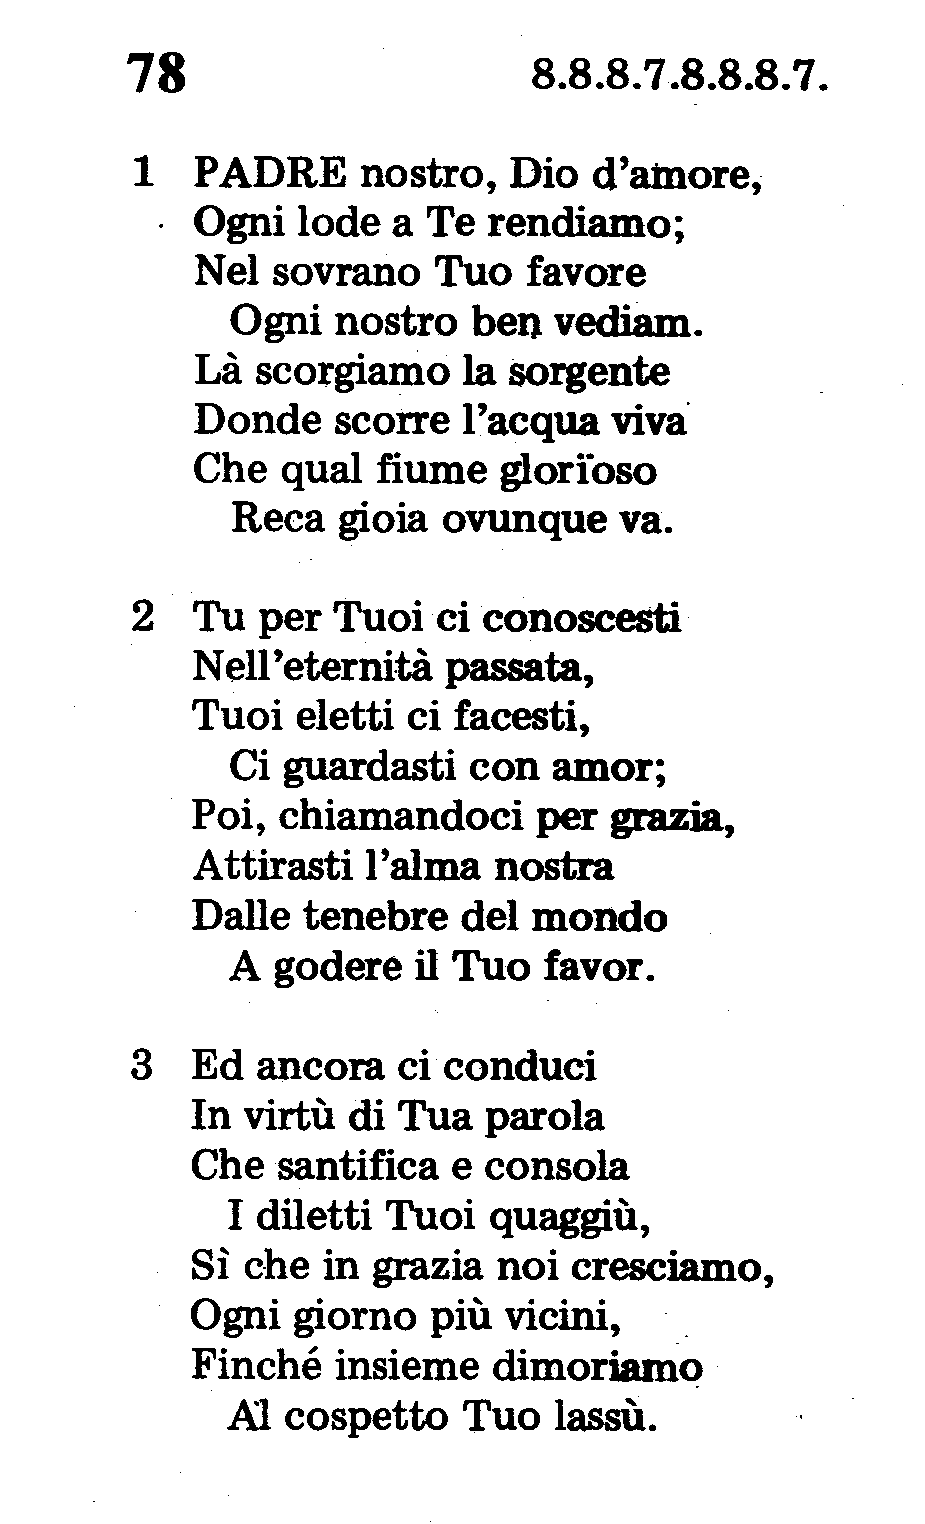 78 8.8.8.7.8.8.8.7.
1 PADRE nostro, Dio d'amore,
Ogni lode a Te rendiamo;
Nel sovrano Tuo favore
Ogni nostro ben vediam.
Là scorgiamo la sorgente
Donde scorre l'acqua viva
Che qual fiume glorïoso
Reca gioia ovunque va.
2 Tu per Tuoi ci conoscesti
Nell'eternità passata,
Tuoi eletti ci facesti,
Ci guardasti con amor;
Poi, chiamandoci per grazia,
Attirasti l'alma nostra
Dalle tenebre del mondo
A godere il Tuo favor.
3 Ed ancora ci conduci
In virtù di Tua parola
Che santifica e consola
I diletti Tuoi quaggiù,
Sì che in grazia noi cresciamo,
Ogni giorno più vicini,
Finché insieme dimoriamo
Al cospetto Tuo lassù.